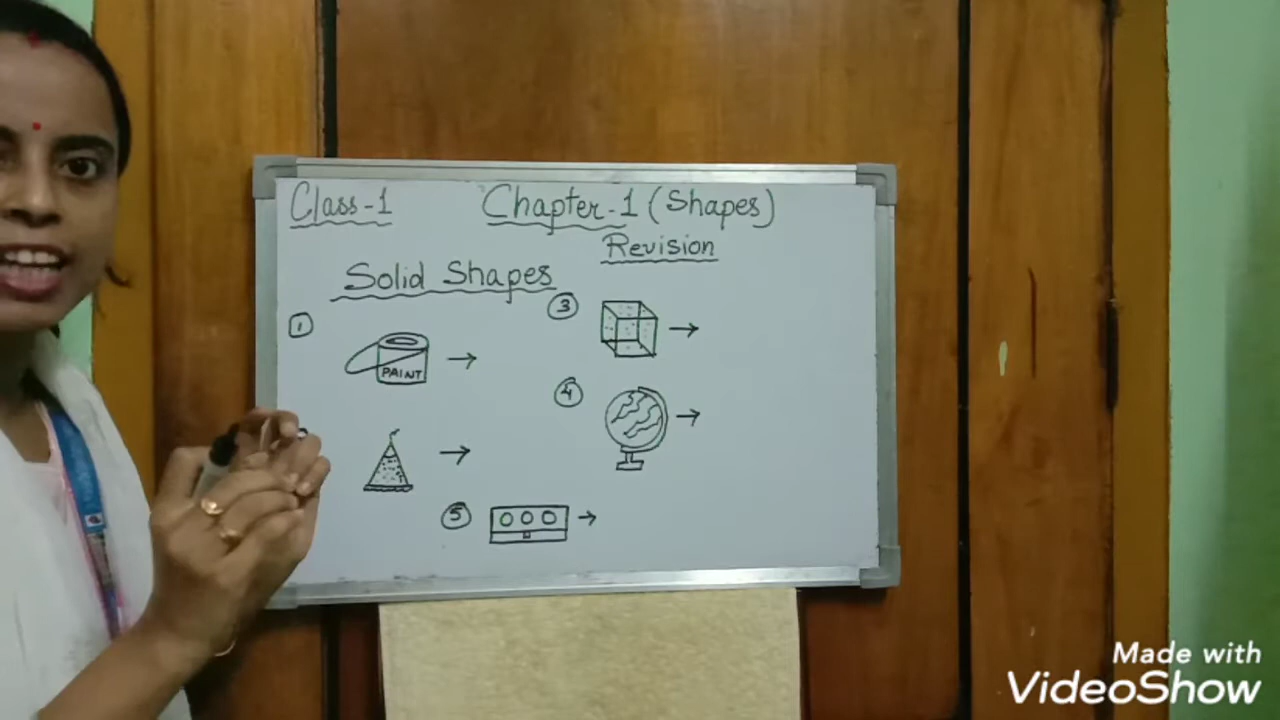 Class-1
Chapter-1 (Shapes)
Revision
Solid Shapes
1
PAINT
3
4
5
Made with
VideoShow